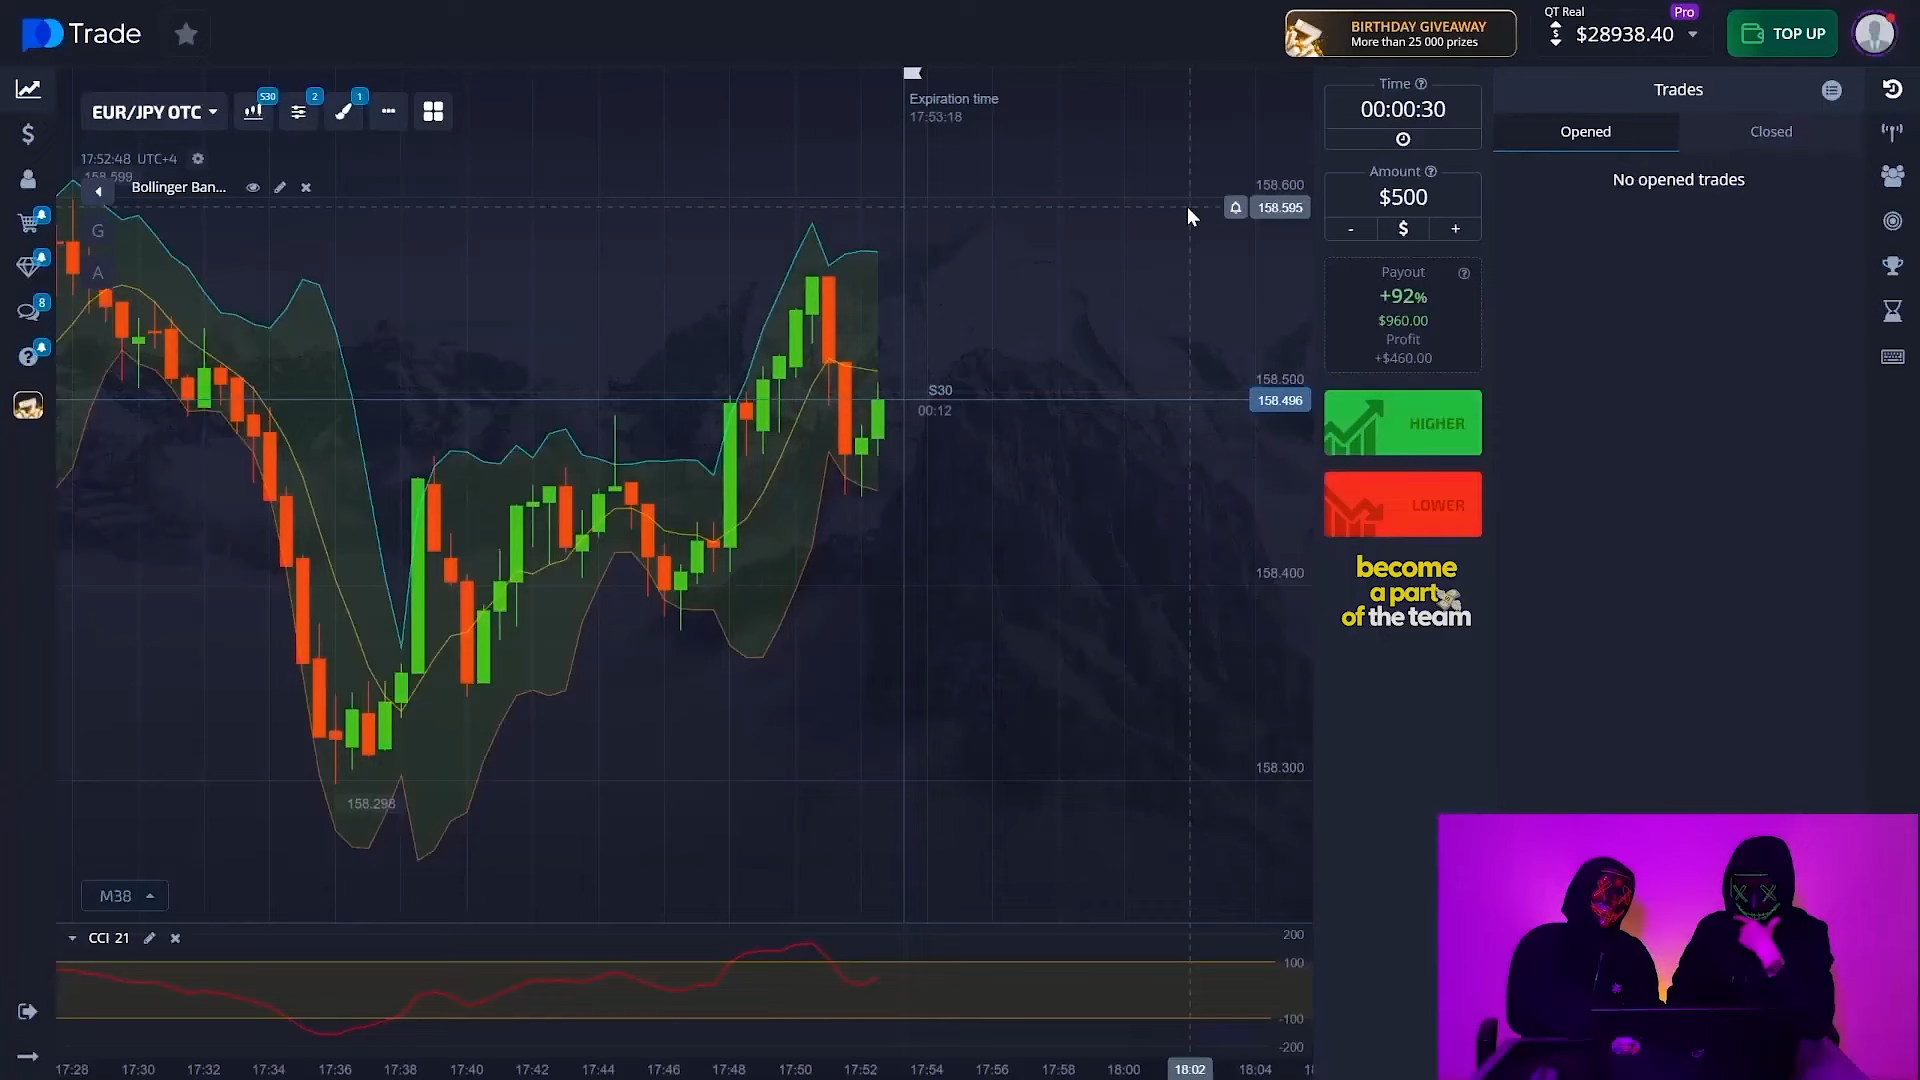 Trade
BIRTHDAY GIVEAWAY
More than 25 000 prizes
QT Real
Pro
$28938.40
TOP UP
EUR/JPY OTC
S30
2
1
Expiration time
17:53:18
17:52:48 UTC+4
158.599
Bollinger Ban...
G
A
8
158.600
158.595
158.500
158.496
S30
00:12
158.400
158.300
158.298
M38
CCI 21
200
100
-100
-200
17:28
17:30
17:32
17:34
17:36
17:38
17:40
17:42
17:44
17:46
17:48
17:50
17:52
17:54
17:56
17:58
18:00
18:02
18:04
Time
00:00:30
Amount
$500
-
$
+
Payout
+92%
$960.00
Profit
+$460.00
HIGHER
LOWER
become
a part
of the team
Trades
Opened
Closed
No opened trades